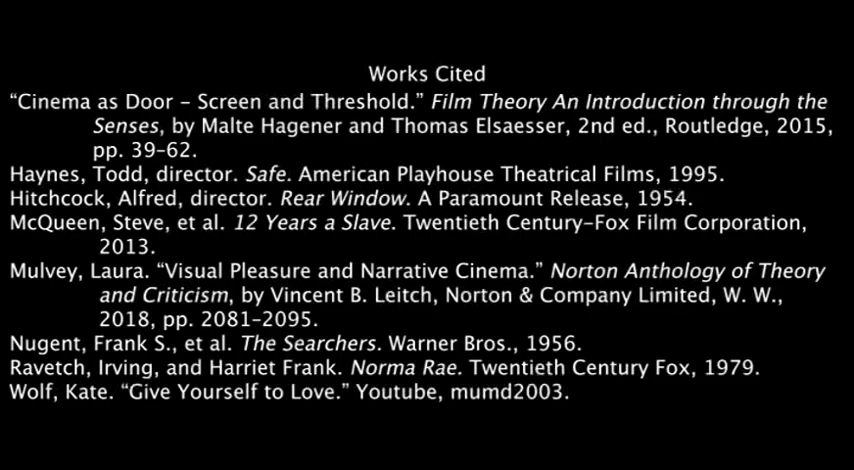 Works Cited
“Cinema as Door – Screen and Threshold.” Film Theory An Introduction through the
Senses, by Malte Hagener and Thomas Elsaesser, 2nd ed., Routledge, 2015,
pp. 39–62.
Haynes, Todd, director. Safe. American Playhouse Theatrical Films, 1995.
Hitchcock, Alfred, director. Rear Window. A Paramount Release, 1954.
McQueen, Steve, et al. 12 Years a Slave. Twentieth Century–Fox Film Corporation,
2013.
Mulvey, Laura. “Visual Pleasure and Narrative Cinema.” Norton Anthology of Theory
and Criticism, by Vincent B. Leitch, Norton & Company Limited, W. W.,
2018, pp. 2081–2095.
Nugent, Frank S., et al. The Searchers. Warner Bros., 1956.
Ravetch, Irving, and Harriet Frank. Norma Rae. Twentieth Century Fox, 1979.
Wolf, Kate. “Give Yourself to Love.” Youtube, mumd2003.